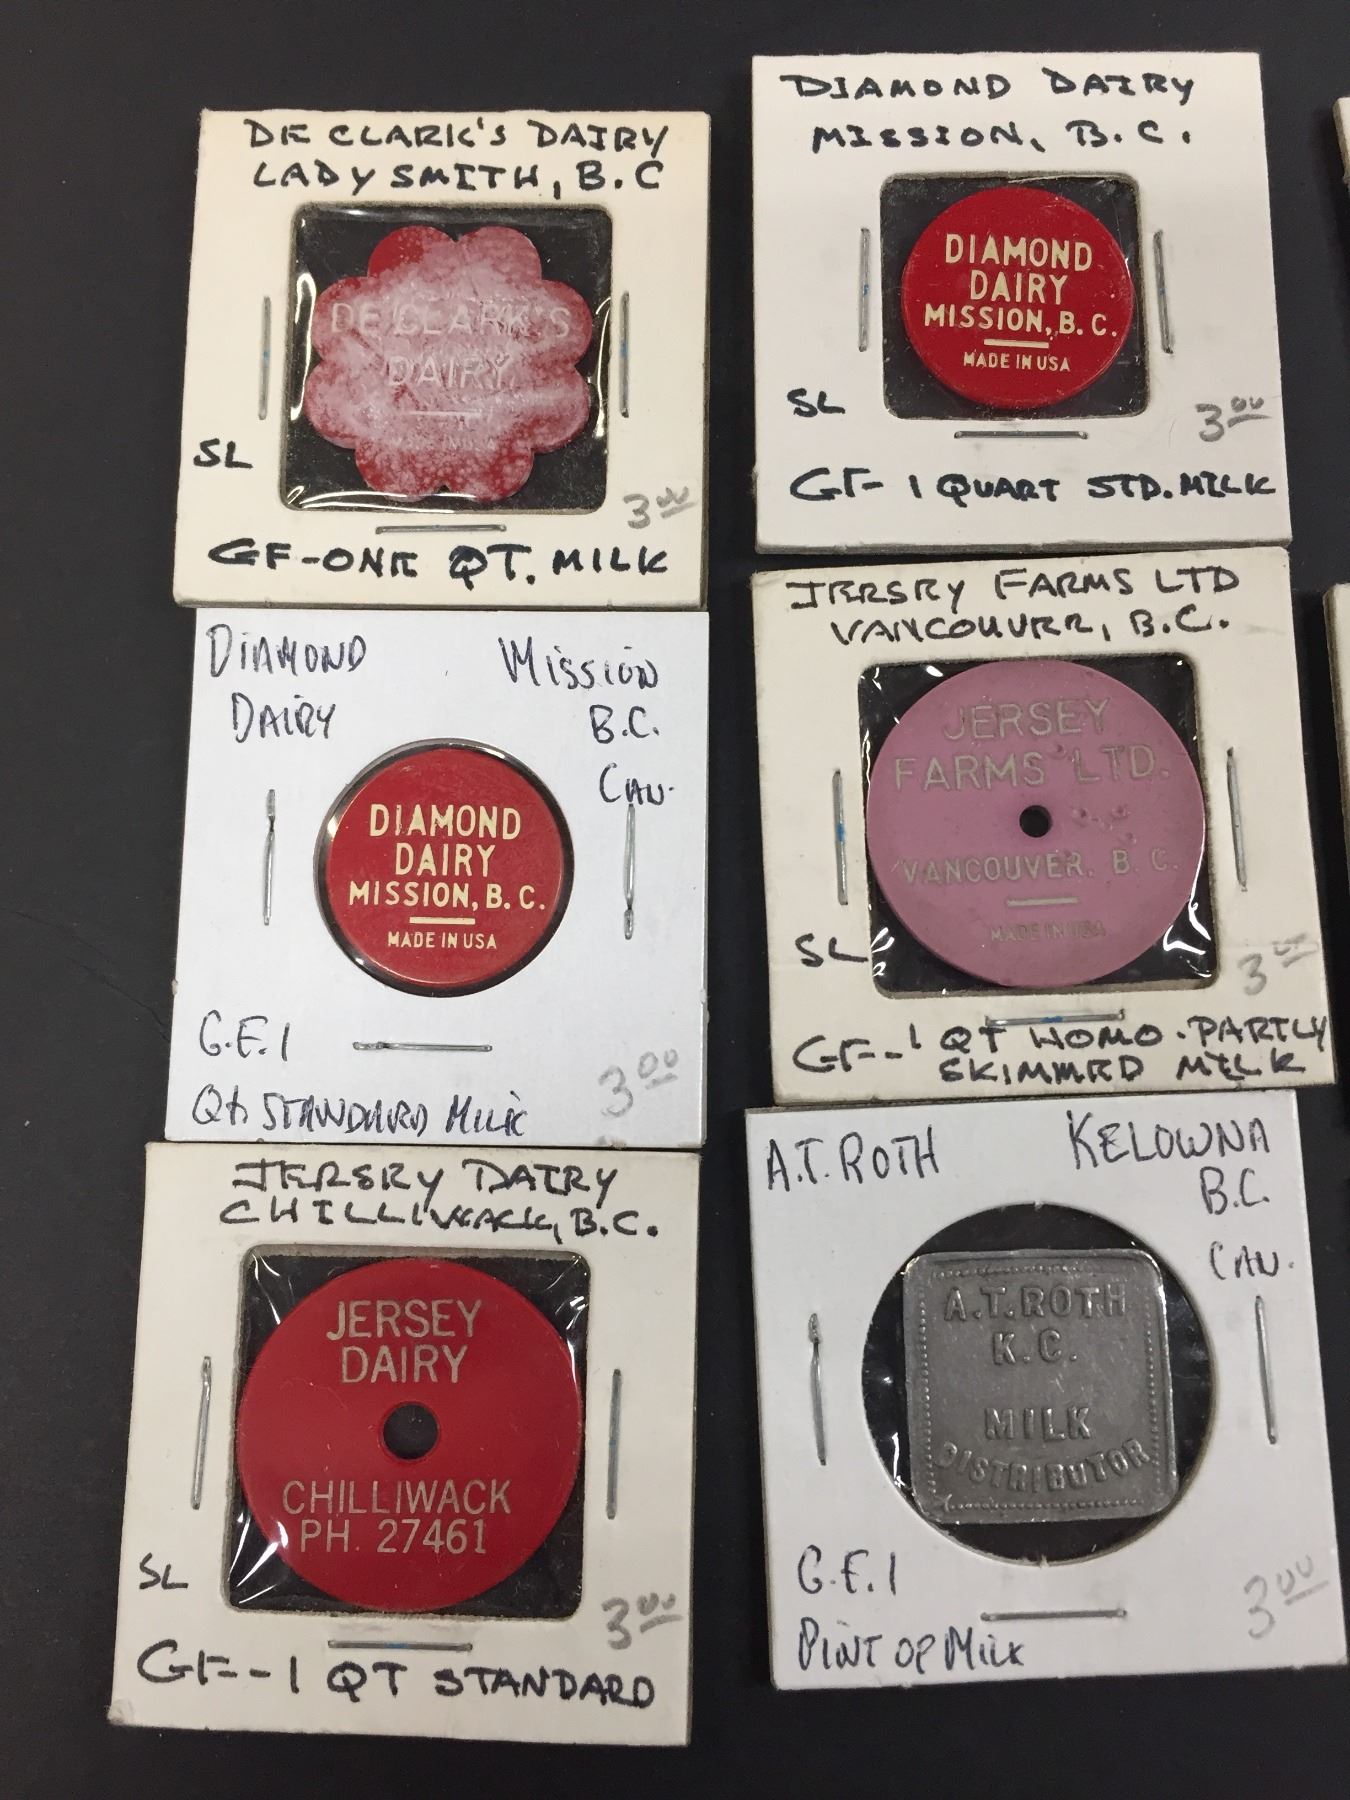 DE CLARK'S DAIRY
LADYSMITH, B.C
DE CLARK'S
DAIRY
SL
3.00
GF-ONE QT. MILK
DIAMOND DAIRY
MISSION, B.C.
DIAMOND
DAIRY
MISSION, B. C.
MADE IN USA
SL
3.00
GF- 1 QUART STD. MILK
DIAMOND
DAIRY
MISSION
B.C.
CAN.
DIAMOND
DAIRY
MISSION, B. C.
MADE IN USA
G.F. 1
Qt. STANDARD MILK
3.00
JERSEY FARMS LTD
VANCOUVER, B.C.
JERSEY
FARMS LTD.
VANCOUVER, B. C.
MADE IN USA
SL
3.00
GF--1 QT HOMO. PARTLY
SKIMMED MILK
JERSEY DAIRY
CHILLIWACK, B.C.
JERSEY
DAIRY
CHILLIWACK
PH. 27461
SL
3.00
GF--1 QT STANDARD
A.T. ROTH
KELOWNA
B.C.
CAN.
A.T. ROTH
K.C.
MILK
DISTRIBUTOR
G.F. 1
PINT OF MILK
3.00